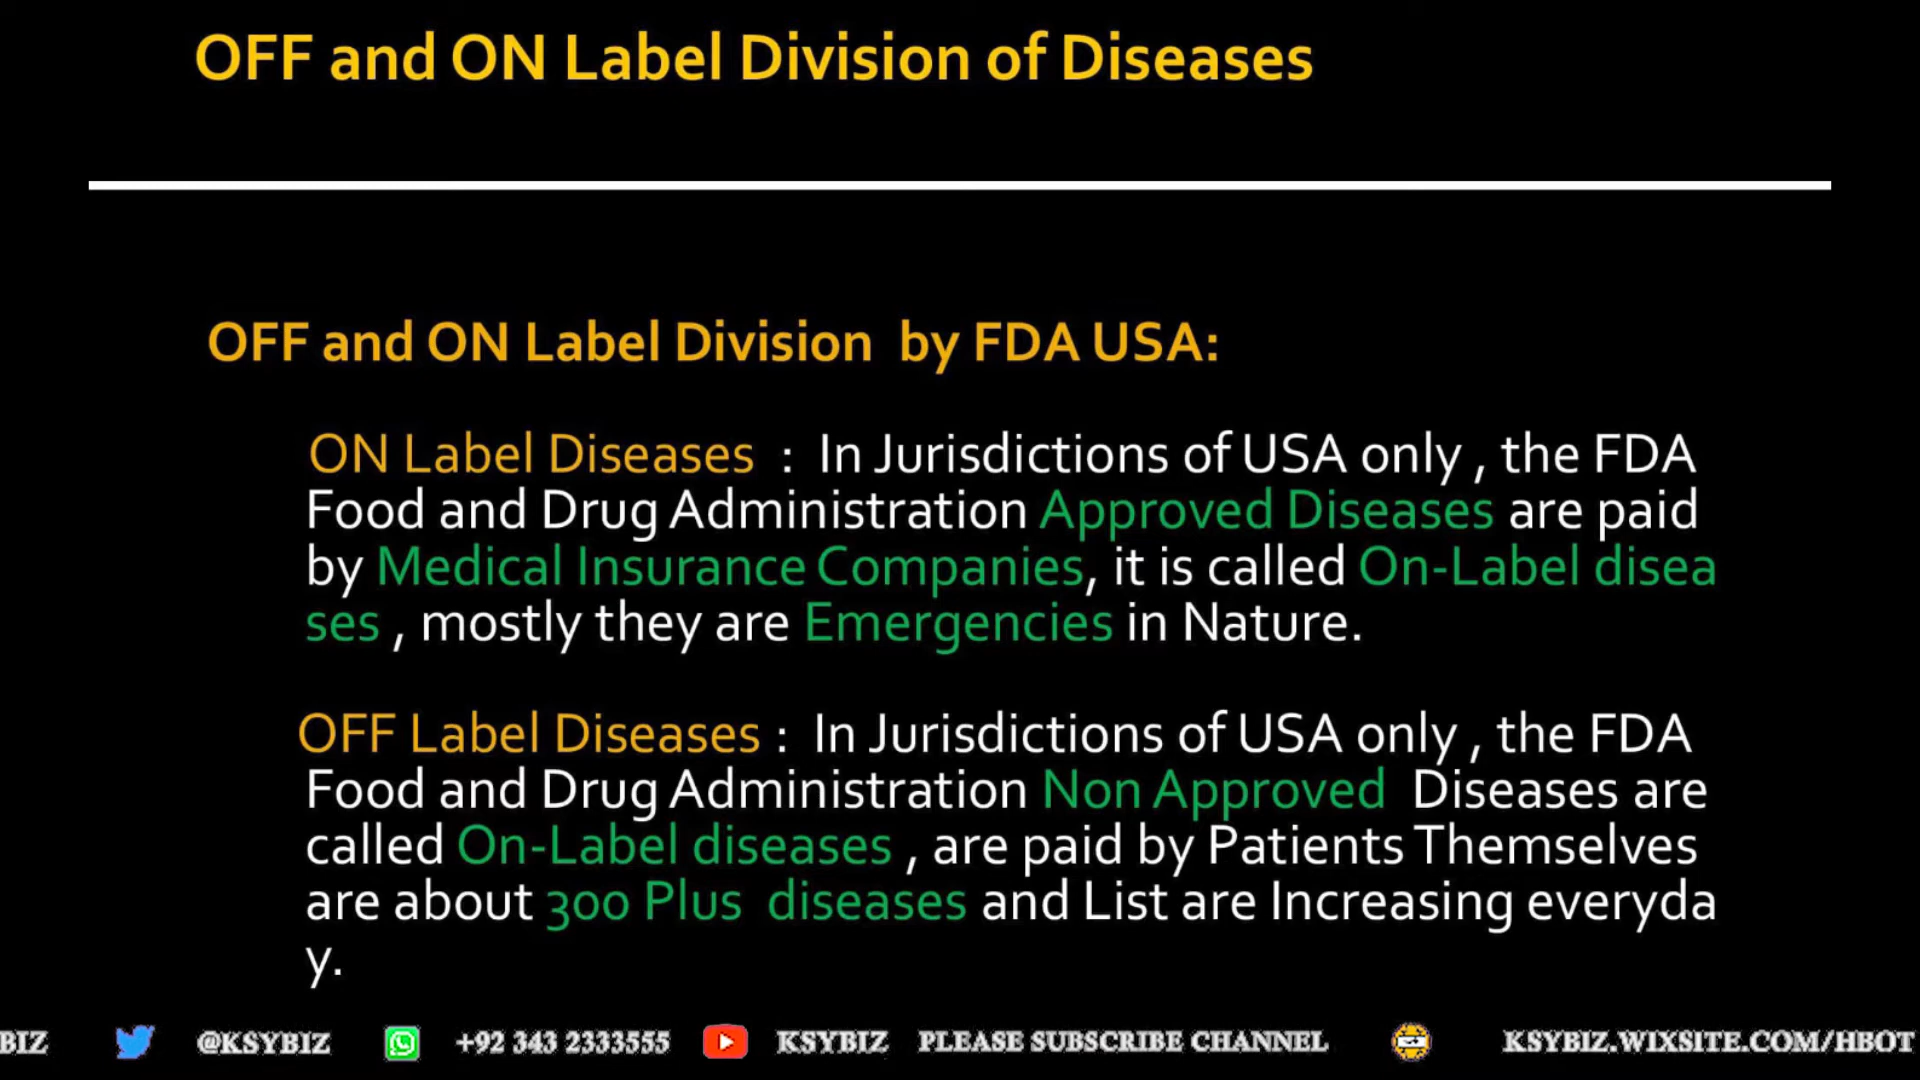 OFF and ON Label Division of Diseases
OFF and ON Label Division by FDA USA:
ON Label Diseases : In Jurisdictions of USA only , the FDA
Food and Drug Administration Approved Diseases are paid
by Medical Insurance Companies, it is called On-Label disea
ses , mostly they are Emergencies in Nature.
OFF Label Diseases : In Jurisdictions of USA only , the FDA
Food and Drug Administration Non Approved Diseases are
called On-Label diseases , are paid by Patients Themselves
are about 300 Plus diseases and List are Increasing everyda
y.
BIZ @KSYBIZ +92 343 2333555 KSYBIZ PLEASE SUBSCRIBE CHANNEL KSYBIZ.WIXSITE.COM/HBOT